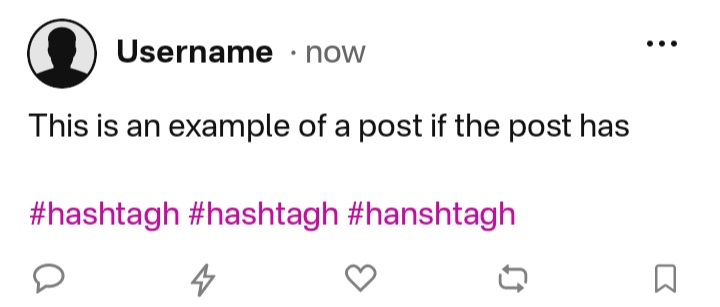 Username · now
This is an example of a post if the post has
#hashtagh #hashtagh #hanshtagh